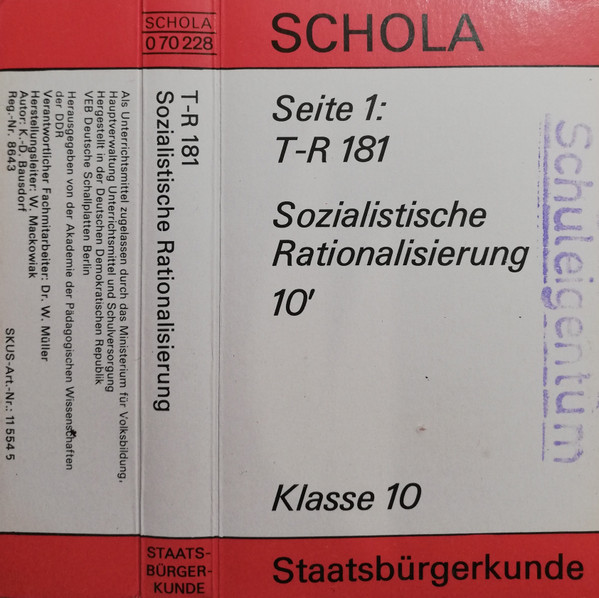 SCHOLA
Seite 1:
T-R 181
Sozialistische
Rationalisierung
10'
Klasse 10
Staatsbürgerkunde
Schuleigentum
SCHOLA
0 70 228
T-R 181
Sozialistische Rationalisierung
STAATS-
BÜRGER-
KUNDE
Als Unterrichtsmittel zugelassen durch das Ministerium für Volksbildung,
Hauptverwaltung Unterrichtsmittel und Schulversorgung
Hergestellt in der Deutschen Demokratischen Republik
VEB Deutsche Schallplatten Berlin
Herausgegeben von der Akademie der Pädagogischen Wissenschaften
der DDR
Verantwortlicher Fachmitarbeiter: Dr. W. Müller
Herstellungsleiter: W. Mackowiak
Autor: K.-D. Bausdorf
Reg.-Nr. 8643
SKUS-Art.-Nr.: 11 554 5